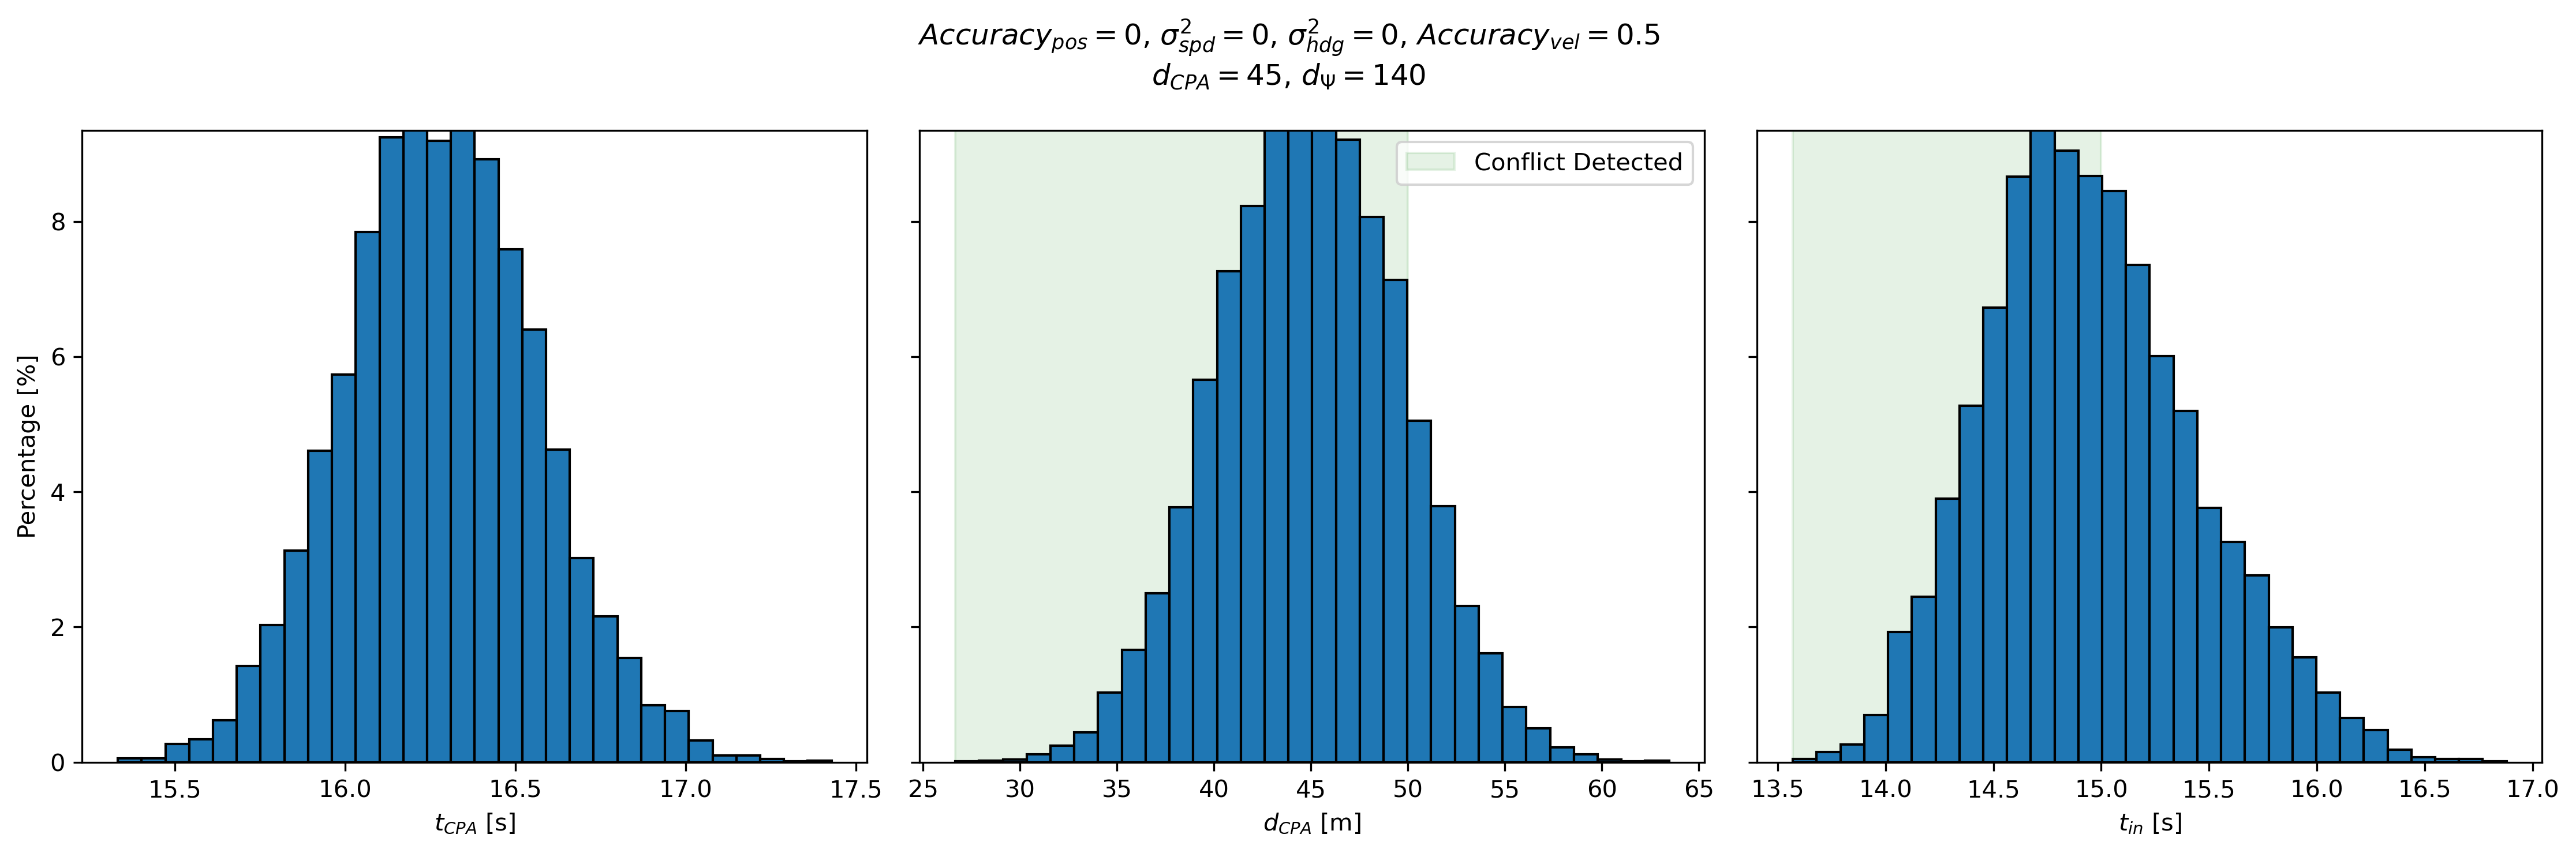 Accuracy_pos = 0, σ²_spd = 0, σ²_hdg = 0, Accuracy_vel = 0.5
d_CPA = 45, d_Ψ = 140
Percentage [%]
8
6
4
2
0
15.5 16.0 16.5 17.0 17.5
t_CPA [s]
Conflict Detected
25 30 35 40 45 50 55 60 65
d_CPA [m]
13.5 14.0 14.5 15.0 15.5 16.0 16.5 17.0
t_in [s]